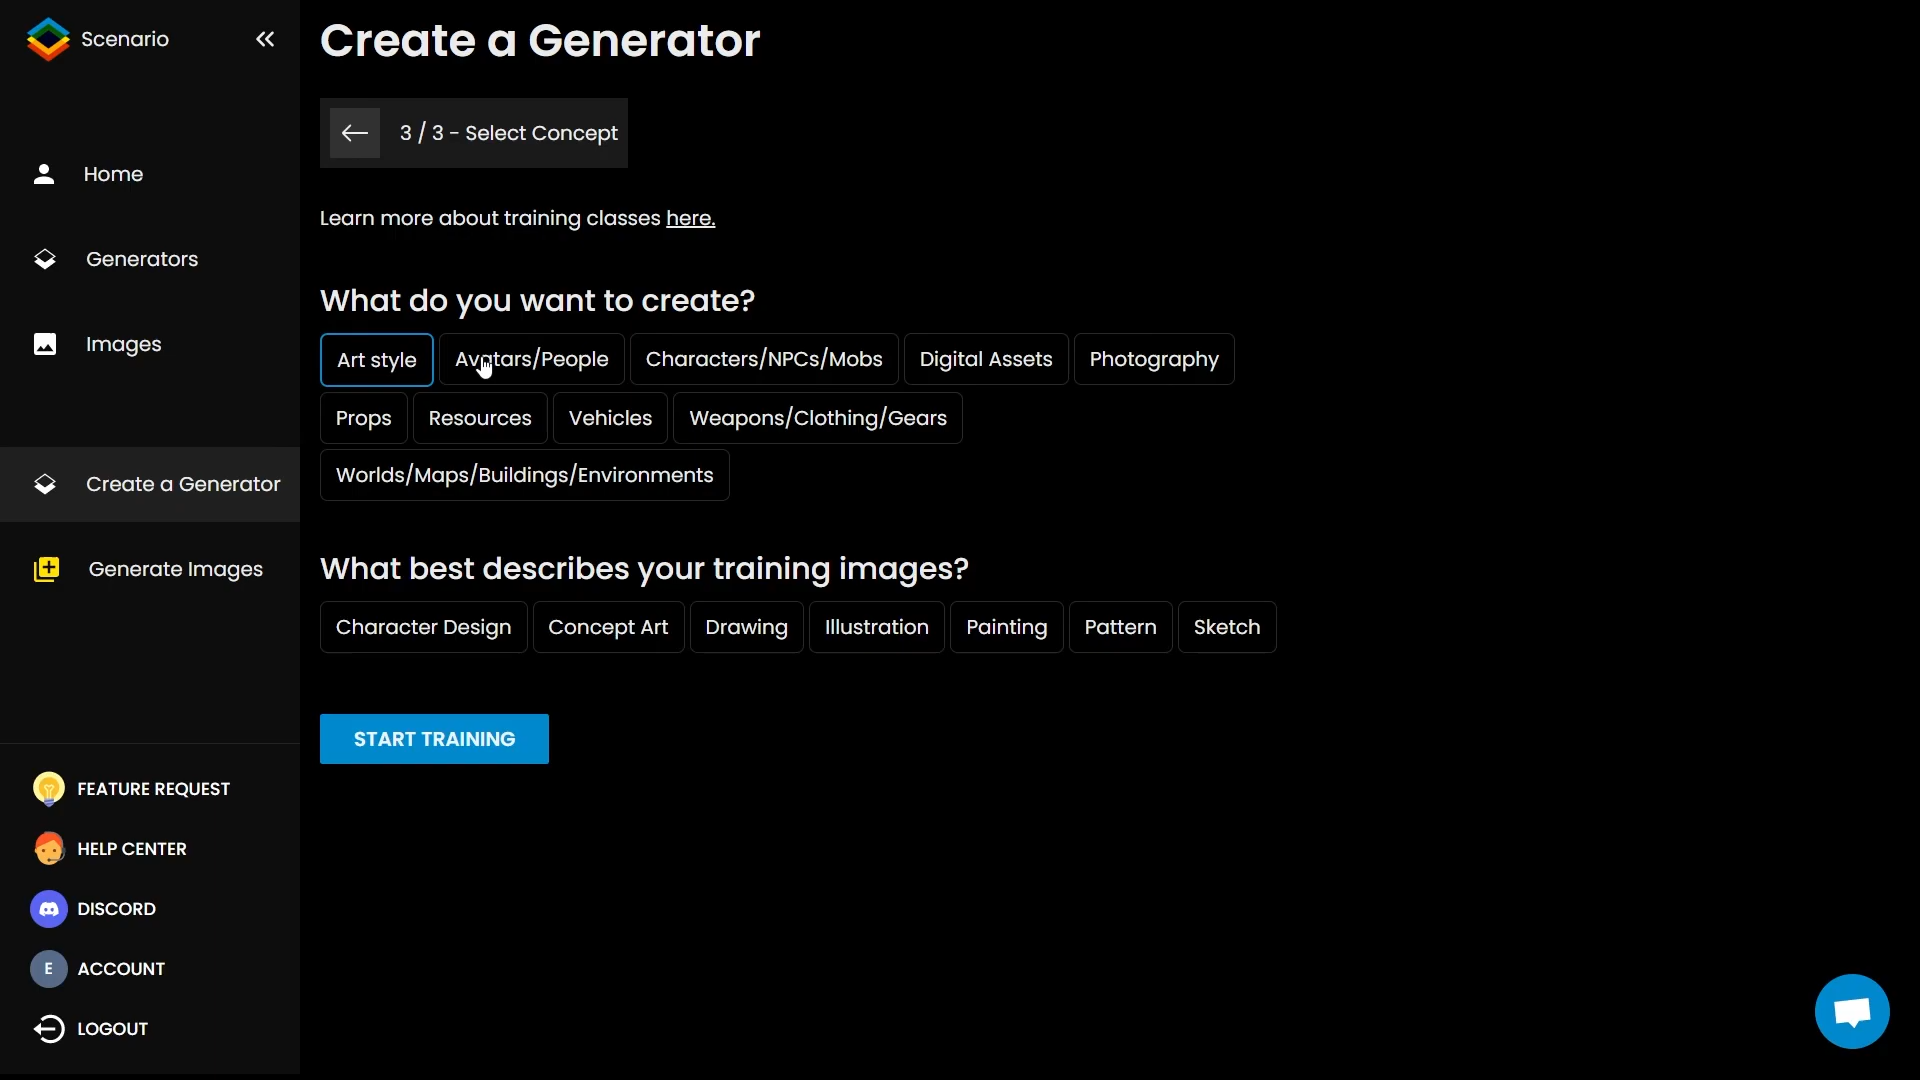 Scenario
Create a Generator
3 / 3 - Select Concept
Home
Learn more about training classes here.
Generators
What do you want to create?
Images
Art style Avatars/People Characters/NPCs/Mobs Digital Assets Photography
Props Resources Vehicles Weapons/Clothing/Gears
Worlds/Maps/Buildings/Environments
Create a Generator
Generate Images
What best describes your training images?
Character Design Concept Art Drawing Illustration Painting Pattern Sketch
START TRAINING
FEATURE REQUEST
HELP CENTER
DISCORD
E ACCOUNT
LOGOUT